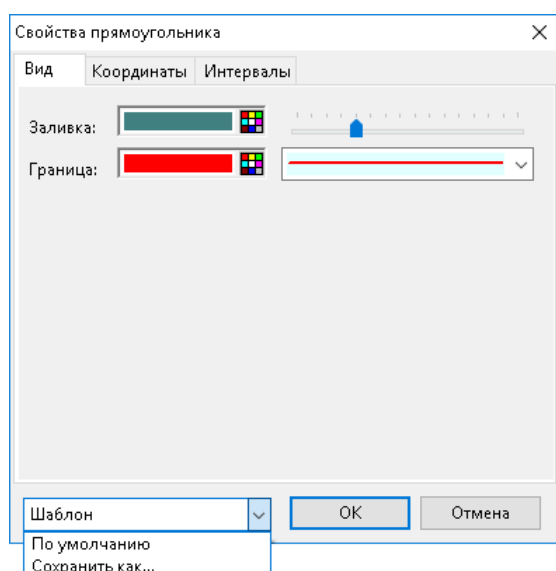 Свойства прямоугольника
Вид Координаты Интервалы
Заливка:
Граница:
Шаблон OK Отмена
По умолчанию
Сохранить как...